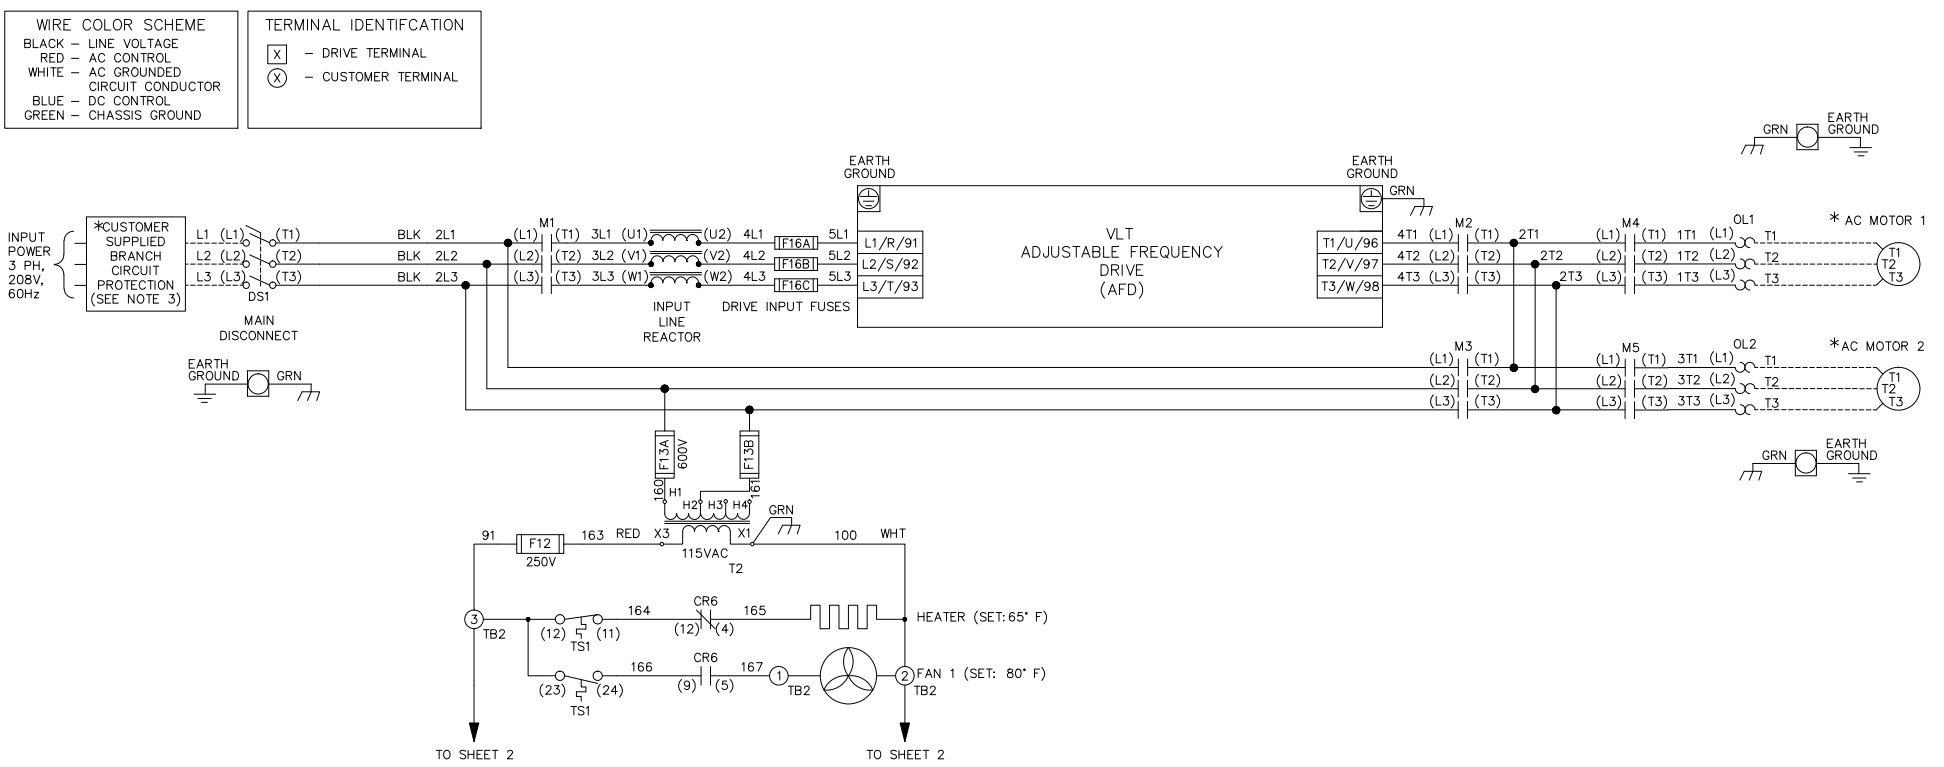 WIRE COLOR SCHEME
BLACK – LINE VOLTAGE
RED – AC CONTROL
WHITE – AC GROUNDED
CIRCUIT CONDUCTOR
BLUE – DC CONTROL
GREEN – CHASSIS GROUND
TERMINAL IDENTIFCATION
X – DRIVE TERMINAL
X – CUSTOMER TERMINAL
GRN
EARTH
GROUND
EARTH
GROUND
EARTH
GROUND
GRN
INPUT
POWER
3 PH,
208V,
60Hz
*CUSTOMER
SUPPLIED
BRANCH
CIRCUIT
PROTECTION
(SEE NOTE 3)
L1 (L1) (T1) BLK 2L1 (L1) M1 (T1) 3L1 (U1) (U2) 4L1 F16A 5L1 L1/R/91
L2 (L2) (T2) BLK 2L2 (L2) (T2) 3L2 (V1) (V2) 4L2 F16B 5L2 L2/S/92
L3 (L3) (T3) BLK 2L3 (L3) (T3) 3L3 (W1) (W2) 4L3 F16C 5L3 L3/T/93
DS1
MAIN
DISCONNECT
INPUT
LINE
REACTOR
DRIVE INPUT FUSES
VLT
ADJUSTABLE FREQUENCY
DRIVE
(AFD)
T1/U/96 4T1 (L1) M2 (T1) 2T1 (L1) M4 (T1) 1T1 (L1) OL1 T1
T2/V/97 4T2 (L2) (T2) 2T2 (L2) (T2) 1T2 (L2) T2
T3/W/98 4T3 (L3) (T3) 2T3 (L3) (T3) 1T3 (L3) T3
* AC MOTOR 1
T1
T2
T3
M3 M5 OL2
(L1) (T1) (L1) (T1) 3T1 (L1) T1
(L2) (T2) (L2) (T2) 3T2 (L2) T2
(L3) (T3) (L3) (T3) 3T3 (L3) T3
*AC MOTOR 2
T1
T2
T3
EARTH
GROUND
GRN
GRN
EARTH
GROUND
F13A
600V
F13B
160
161
H1
H2 H3 H4
GRN
91 F12 163 RED X3 X1 100 WHT
250V
115VAC
T2
3
TB2
(12) (11)
TS1
164
CR6
(12) (4)
165
HEATER (SET:65° F)
(23) (24)
TS1
166
CR6
(9) (5)
167
1
TB2
2
TB2
FAN 1 (SET: 80° F)
TO SHEET 2
TO SHEET 2